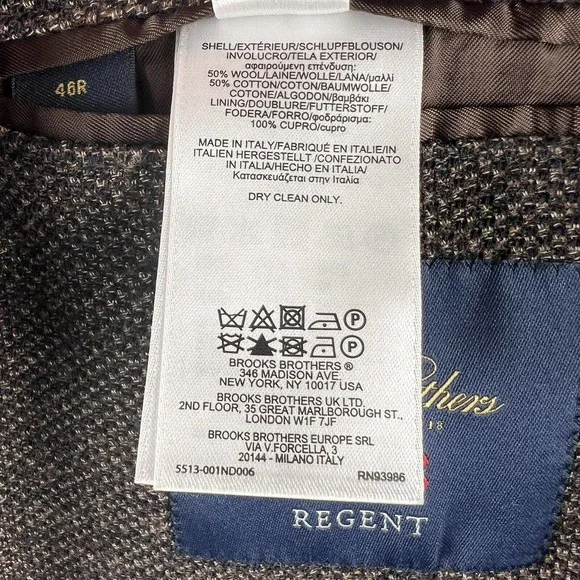 SHELL/EXTÉRIEUR/SCHLUPFBLOUSON/
INVOLUCRO/TELA EXTERIOR/
αφαιρούμενη επένδυση:
50% WOOL/LAINE/WOLLE/LANA/μαλλί
50% COTTON/COTON/BAUMWOLLE/
COTONE/ALGODON/βαμβάκι
LINING/DOUBLURE/FUTTERSTOFF/
FODERA/FORRO/φοδράρισμα:
100% CUPRO/cupro
MADE IN ITALY/FABRIQUÉ EN ITALIE/IN
ITALIEN HERGESTELLT /CONFEZIONATO
IN ITALIA/HECHO EN ITALIA/
Κατασκευάζεται στην Ιταλία
DRY CLEAN ONLY.
P
P
BROOKS BROTHERS ®
346 MADISON AVE.
NEW YORK, NY 10017 USA
BROOKS BROTHERS UK LTD.
2ND FLOOR, 35 GREAT MARLBOROUGH ST.,
LONDON W1F 7JF
BROOKS BROTHERS EUROPE SRL
VIA V.FORCELLA, 3
20144 - MILANO ITALY
5513-001ND006 RN93986
46R
thers
18
REGENT